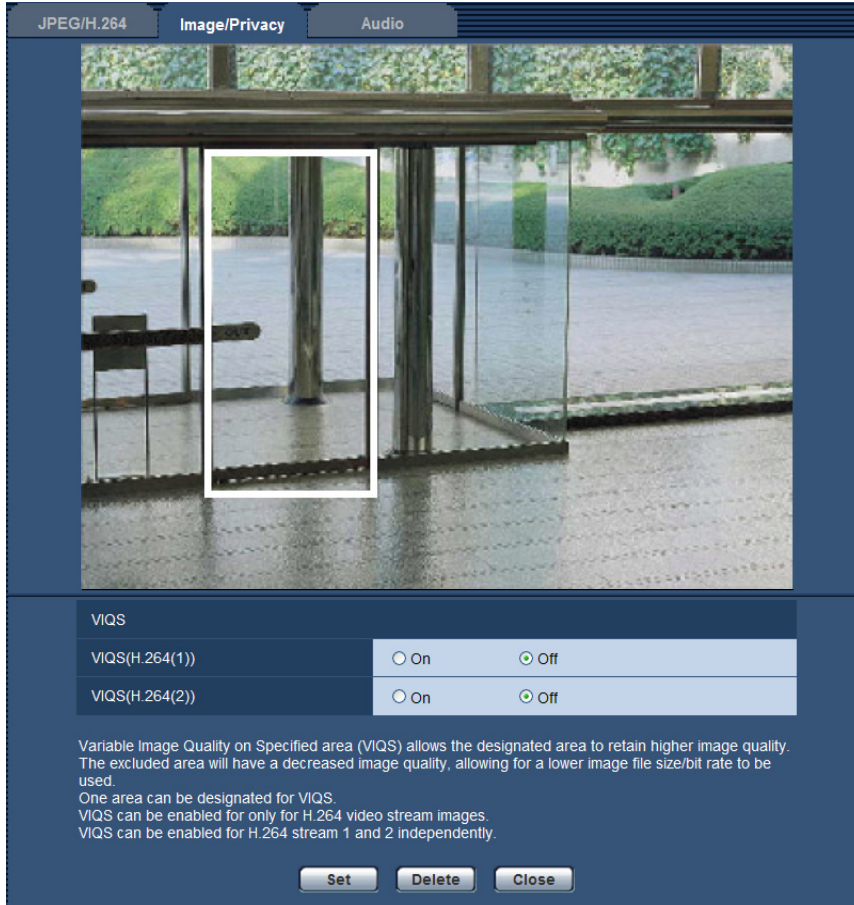 JPEG/H.264 Image/Privacy Audio
VIQS
VIQS(H.264(1)) On Off
VIQS(H.264(2)) On Off
Variable Image Quality on Specified area (VIQS) allows the designated area to retain higher image quality.
The excluded area will have a decreased image quality, allowing for a lower image file size/bit rate to be
used.
One area can be designated for VIQS.
VIQS can be enabled for only for H.264 video stream images.
VIQS can be enabled for H.264 stream 1 and 2 independently.
Set Delete Close